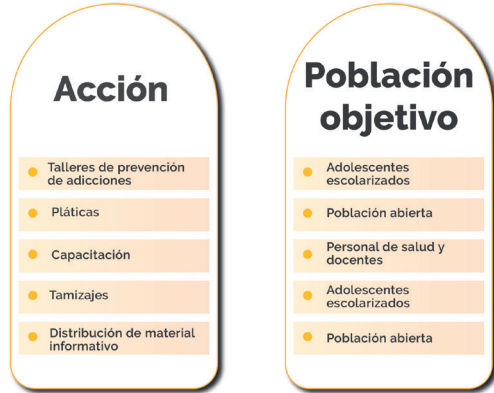 Acción
Talleres de prevención
de adicciones
Pláticas
Capacitación
Tamizajes
Distribución de material
informativo
Población
objetivo
Adolescentes
escolarizados
Población abierta
Personal de salud y
docentes
Adolescentes
escolarizados
Población abierta